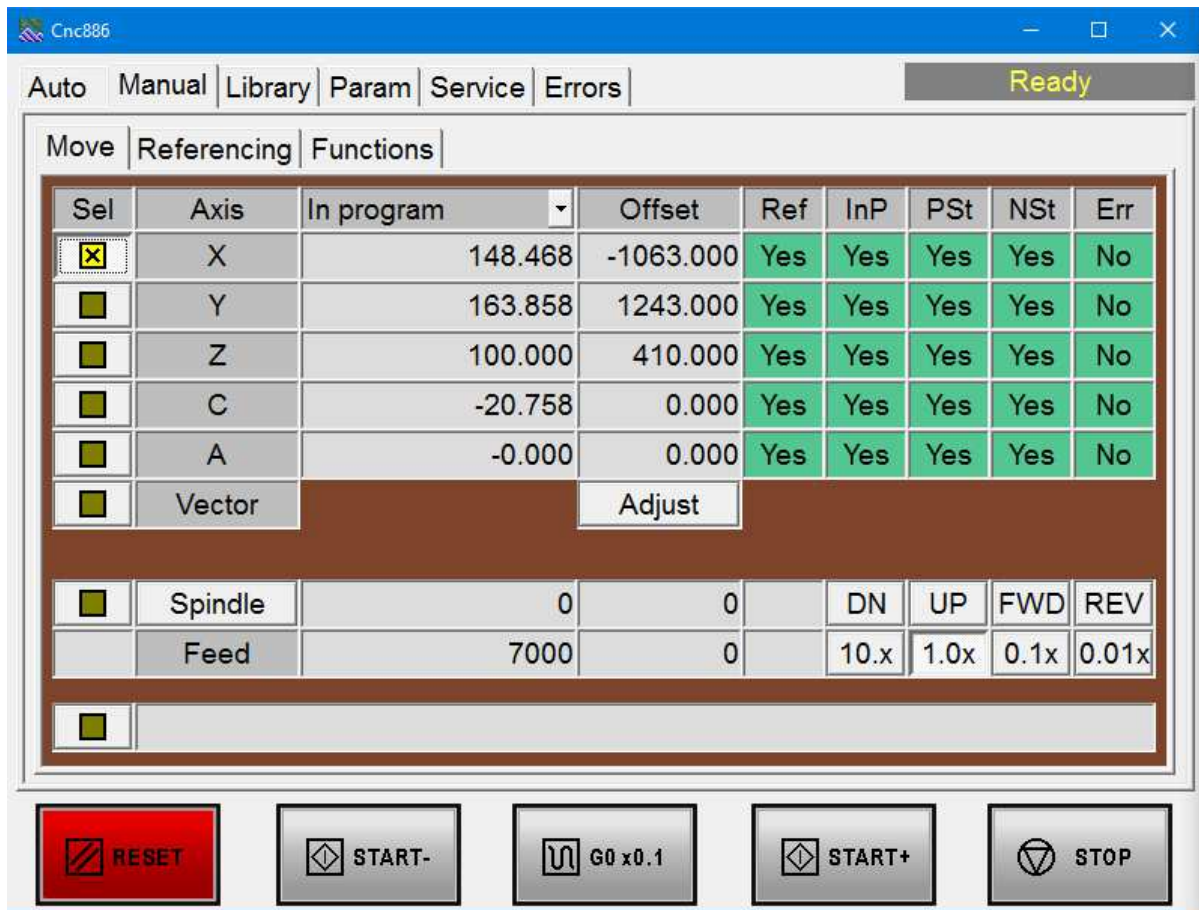 Cnc886
Auto Manual Library Param Service Errors Ready
Move Referencing Functions
Sel Axis In program Offset Ref InP PSt NSt Err
X 148.468 -1063.000 Yes Yes Yes Yes No
Y 163.858 1243.000 Yes Yes Yes Yes No
Z 100.000 410.000 Yes Yes Yes Yes No
C -20.758 0.000 Yes Yes Yes Yes No
A -0.000 0.000 Yes Yes Yes Yes No
Vector Adjust
Spindle 0 0 DN UP FWD REV
Feed 7000 0 10.x 1.0x 0.1x 0.01x
RESET START- G0 x0.1 START+ STOP